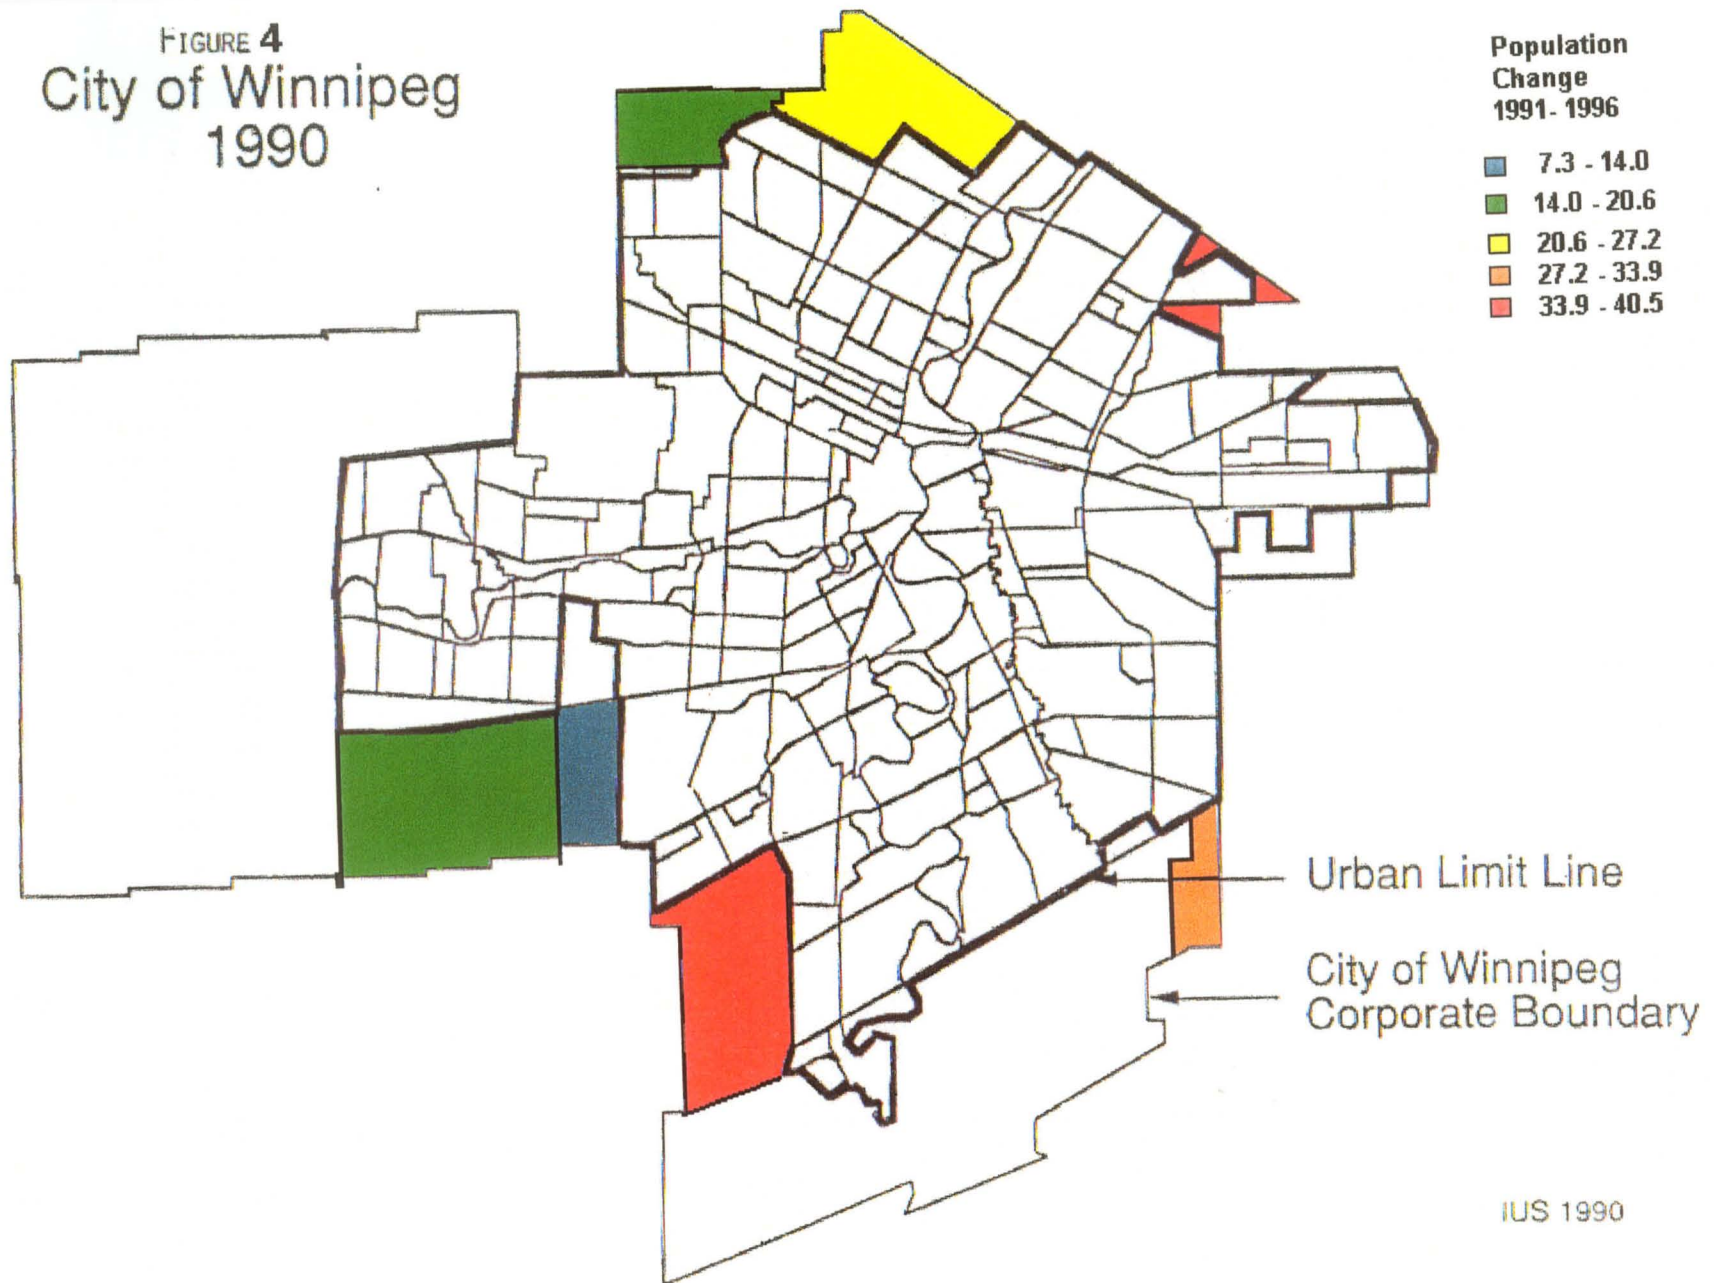 FIGURE 4
City of Winnipeg
1990
Population
Change
1991-1996
7.3 - 14.0
14.0 - 20.6
20.6 - 27.2
27.2 - 33.9
33.9 - 40.5
Urban Limit Line
City of Winnipeg
Corporate Boundary
IUS 1990